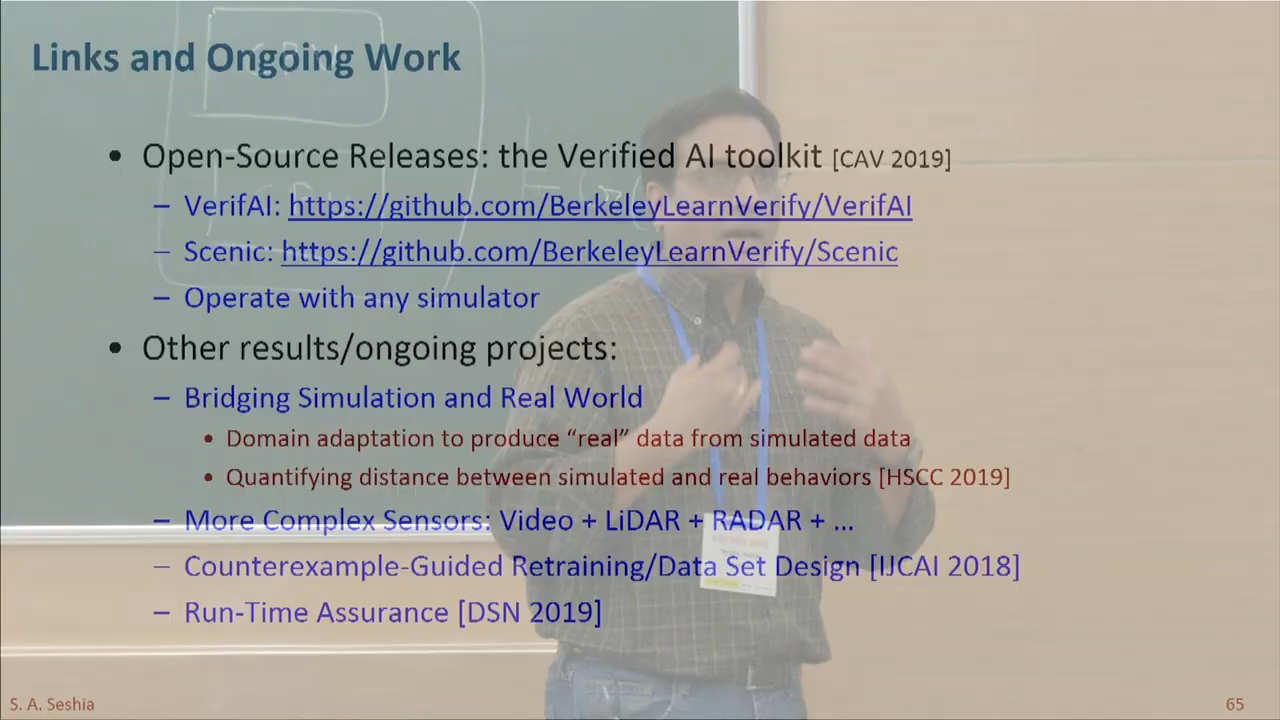 Links and Ongoing Work
• Open-Source Releases: the Verified AI toolkit [CAV 2019]
– VerifAI: https://github.com/BerkeleyLearnVerify/VerifAI
– Scenic: https://github.com/BerkeleyLearnVerify/Scenic
– Operate with any simulator
• Other results/ongoing projects:
– Bridging Simulation and Real World
• Domain adaptation to produce “real” data from simulated data
• Quantifying distance between simulated and real behaviors [HSCC 2019]
– More Complex Sensors: Video + LiDAR + RADAR + ...
– Counterexample-Guided Retraining/Data Set Design [IJCAI 2018]
– Run-Time Assurance [DSN 2019]
S. A. Seshia
65